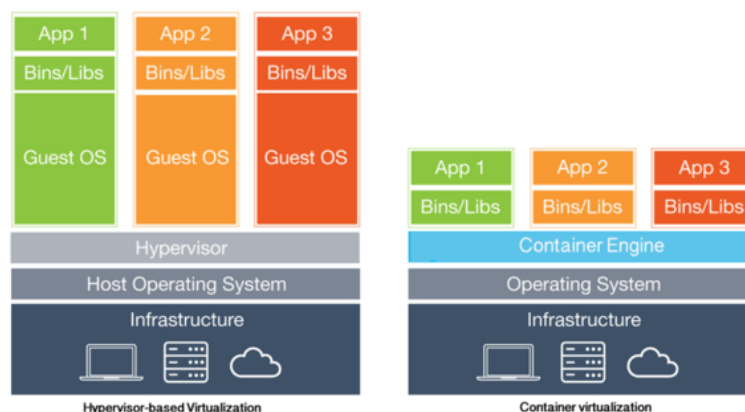 App 1
App 2
App 3
Bins/Libs
Bins/Libs
Bins/Libs
Guest OS
Guest OS
Guest OS
Hypervisor
Host Operating System
Infrastructure
Hypervisor-based Virtualization
App 1
App 2
App 3
Bins/Libs
Bins/Libs
Bins/Libs
Container Engine
Operating System
Infrastructure
Container virtualization